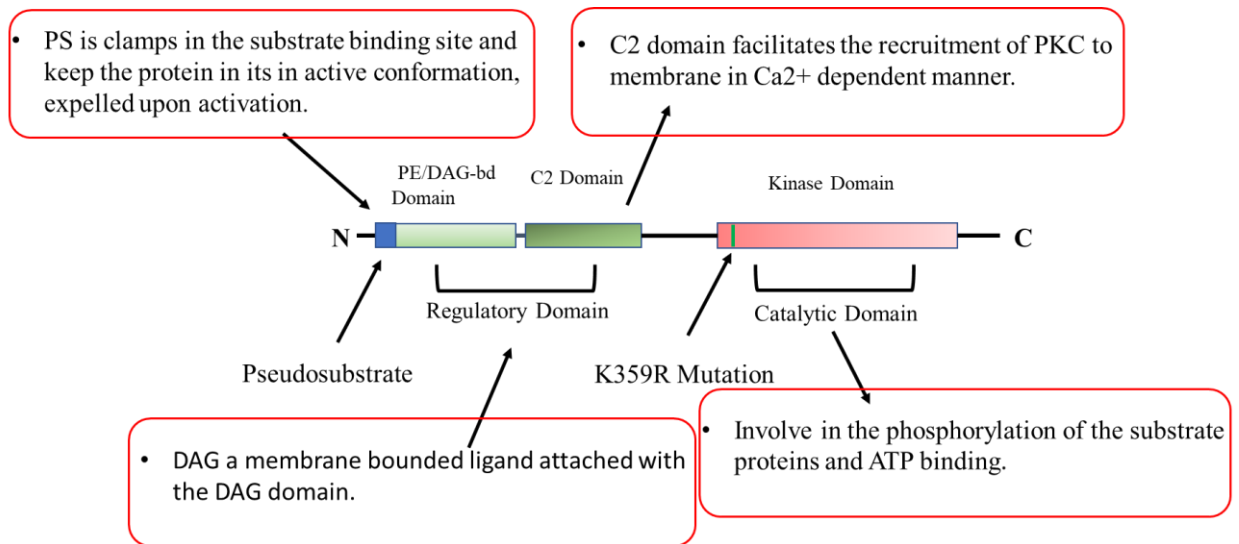 • PS is clamps in the substrate binding site and
keep the protein in its in active conformation,
expelled upon activation.
• C2 domain facilitates the recruitment of PKC to
membrane in Ca2+ dependent manner.
PE/DAG-bd
Domain
C2 Domain
Kinase Domain
N
C
Regulatory Domain
Catalytic Domain
Pseudosubstrate
K359R Mutation
• DAG a membrane bounded ligand attached with
the DAG domain.
• Involve in the phosphorylation of the substrate
proteins and ATP binding.